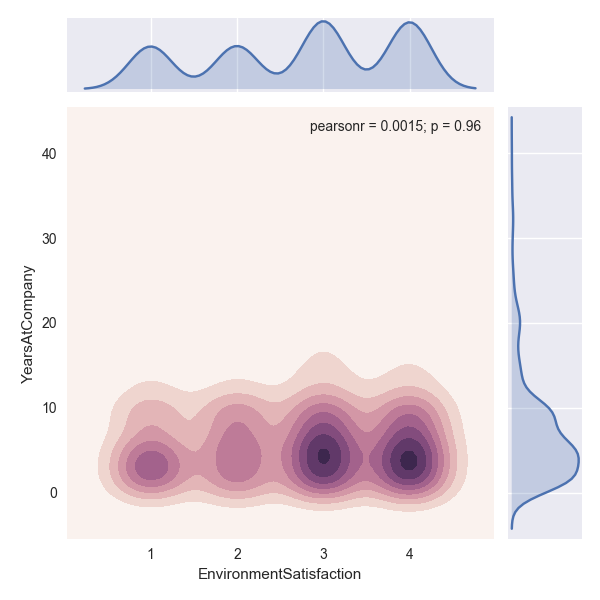 pearsonr = 0.0015; p = 0.96
40
30
20
10
0
YearsAtCompany
1 2 3 4
EnvironmentSatisfaction